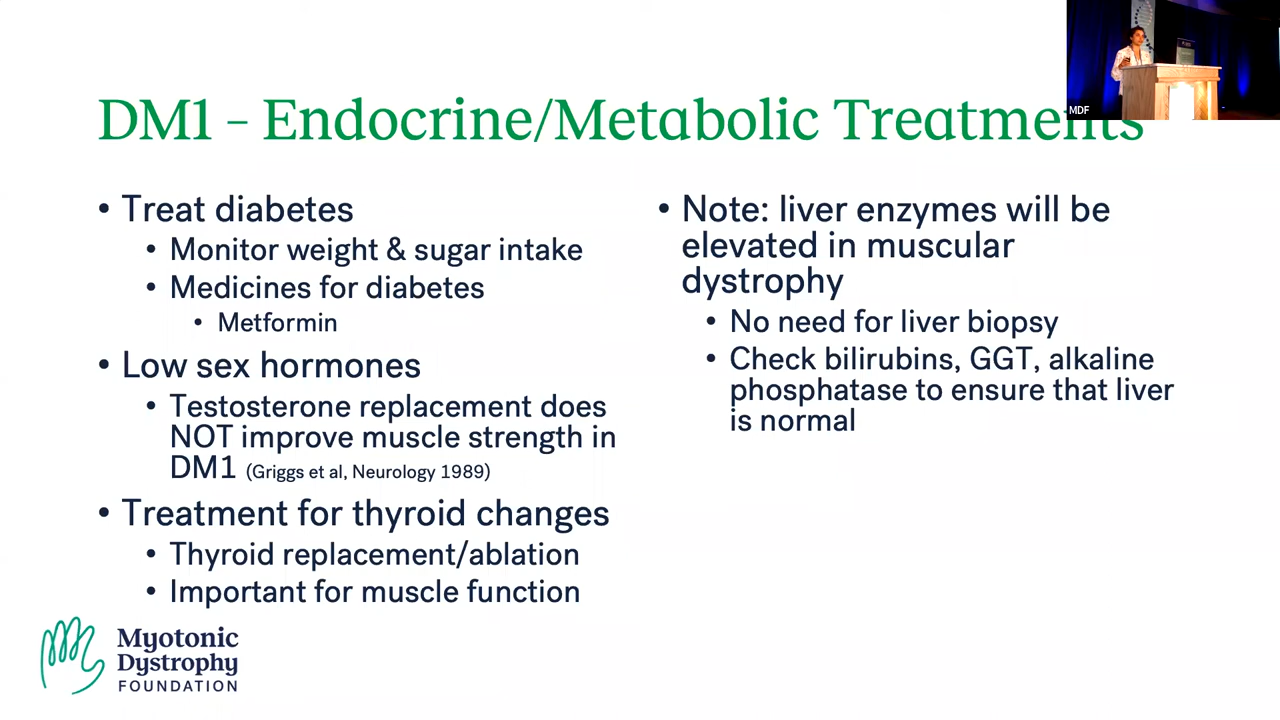 DM1 – Endocrine/Metabolic Treatments
MDF
• Treat diabetes
• Monitor weight & sugar intake
• Medicines for diabetes
• Metformin
• Low sex hormones
• Testosterone replacement does
NOT improve muscle strength in
DM1 (Griggs et al, Neurology 1989)
• Treatment for thyroid changes
• Thyroid replacement/ablation
• Important for muscle function
• Note: liver enzymes will be
elevated in muscular
dystrophy
• No need for liver biopsy
• Check bilirubins, GGT, alkaline
phosphatase to ensure that liver
is normal
Myotonic
Dystrophy
FOUNDATION